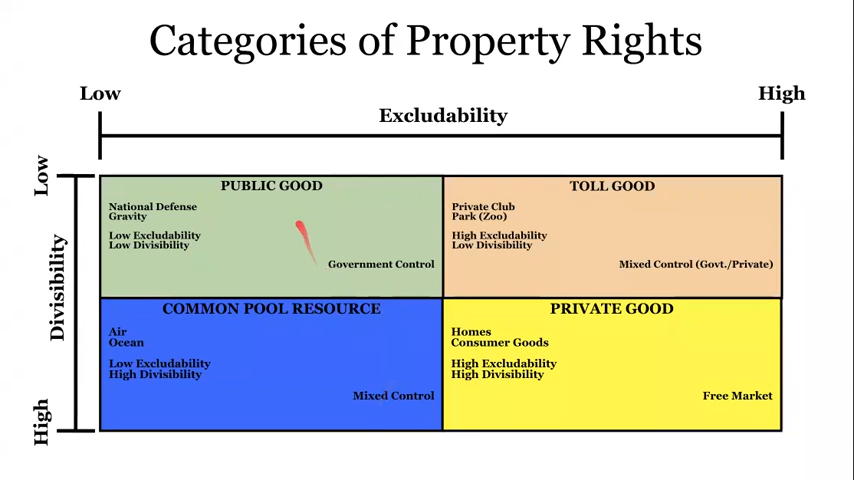 Categories of Property Rights
Low
High
Excludability
Low
Divisibility
High
PUBLIC GOOD
National Defense
Gravity
Low Excludability
Low Divisibility
Government Control
TOLL GOOD
Private Club
Park (Zoo)
High Excludability
Low Divisibility
Mixed Control (Govt./Private)
COMMON POOL RESOURCE
Air
Ocean
Low Excludability
High Divisibility
Mixed Control
PRIVATE GOOD
Homes
Consumer Goods
High Excludability
High Divisibility
Free Market